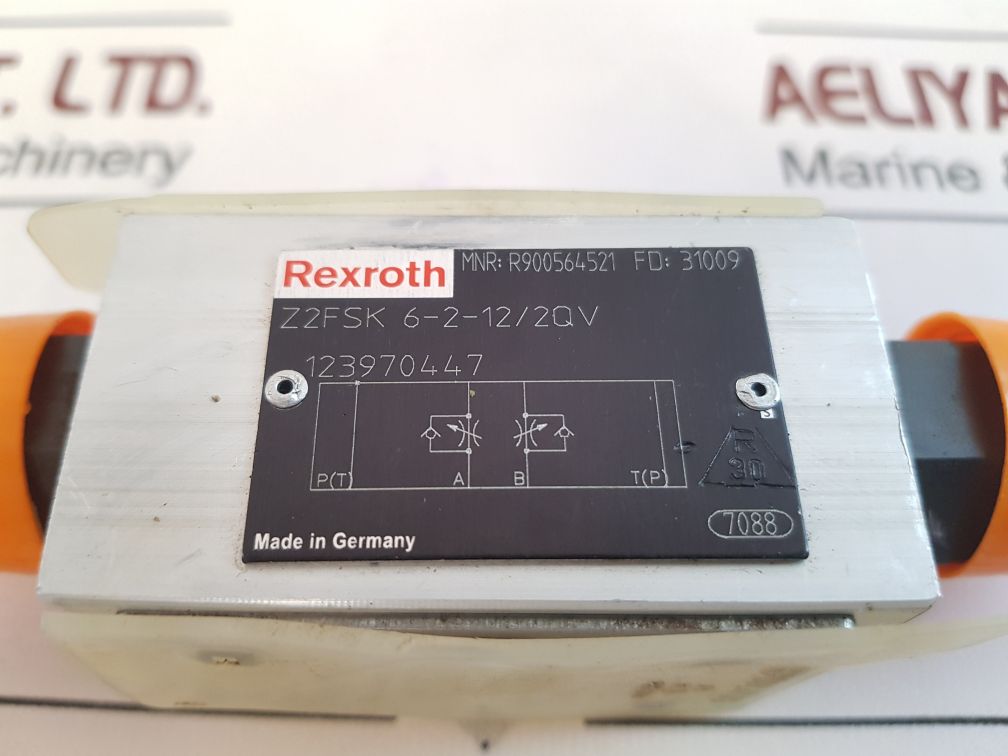 T. LTD.
chinery
AELIYA
Marine &
Rexroth MNR: R900564521 FD: 31009
Z2FSK 6-2-12/2QV
123970447
P(T) A B T(P)
S
R
30
7088
Made in Germany